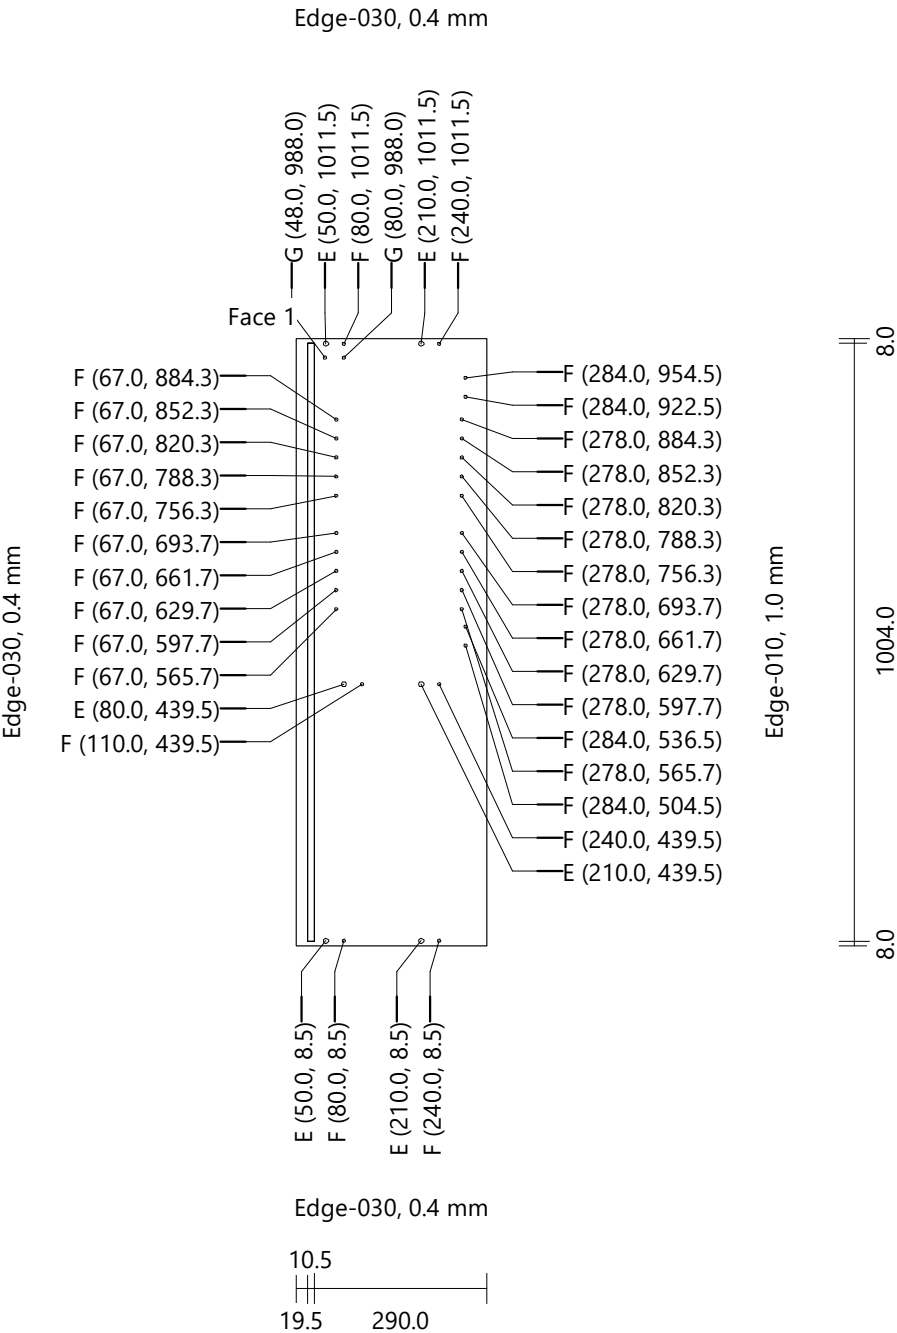 Edge-030, 0.4 mm
G (48.0, 988.0)
E (50.0, 1011.5)
F (80.0, 1011.5)
G (80.0, 988.0)
E (210.0, 1011.5)
F (240.0, 1011.5)
Face 1
F (67.0, 884.3)
F (67.0, 852.3)
F (67.0, 820.3)
F (67.0, 788.3)
F (67.0, 756.3)
F (67.0, 693.7)
F (67.0, 661.7)
F (67.0, 629.7)
F (67.0, 597.7)
F (67.0, 565.7)
E (80.0, 439.5)
F (110.0, 439.5)
Edge-030, 0.4 mm
F (284.0, 954.5)
F (284.0, 922.5)
F (278.0, 884.3)
F (278.0, 852.3)
F (278.0, 820.3)
F (278.0, 788.3)
F (278.0, 756.3)
F (278.0, 693.7)
F (278.0, 661.7)
F (278.0, 629.7)
F (278.0, 597.7)
F (284.0, 536.5)
F (278.0, 565.7)
F (284.0, 504.5)
F (240.0, 439.5)
E (210.0, 439.5)
Edge-010, 1.0 mm
8.0
1004.0
8.0
E (50.0, 8.5)
F (80.0, 8.5)
E (210.0, 8.5)
F (240.0, 8.5)
Edge-030, 0.4 mm
10.5
19.5
290.0